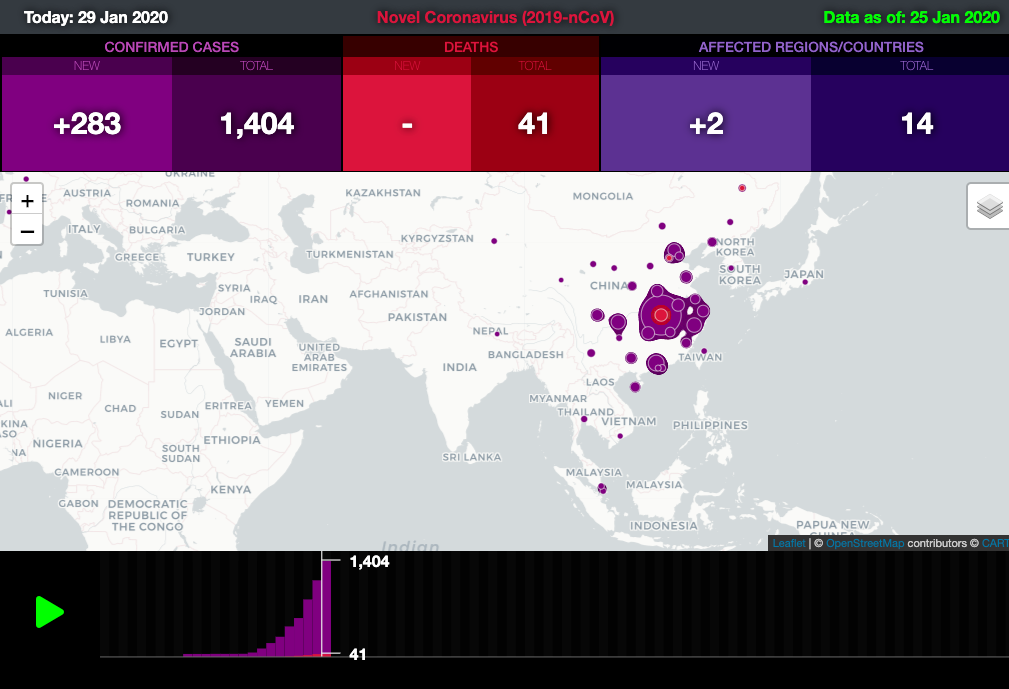 Today: 29 Jan 2020
Novel Coronavirus (2019-nCoV)
Data as of: 25 Jan 2020
CONFIRMED CASES
DEATHS
AFFECTED REGIONS/COUNTRIES
NEW
TOTAL
NEW
TOTAL
NEW
TOTAL
+283
1,404
-
41
+2
14
UKRAINE
+
−
AUSTRIA
ROMANIA
KAZAKHSTAN
MONGOLIA
ITALY
BULGARIA
KYRGYZSTAN
NORTH
KOREA
GREECE
TURKEY
TURKMENISTAN
SOUTH
KOREA
JAPAN
TUNISIA
SYRIA
IRAQ
IRAN
AFGHANISTAN
CHINA
JORDAN
PAKISTAN
ALGERIA
LIBYA
EGYPT
SAUDI
ARABIA
UNITED
ARAB
EMIRATES
NEPAL
BANGLADESH
INDIA
TAIWAN
LAOS
MYANMAR
THAILAND
VIETNAM
PHILIPPINES
NIGER
CHAD
SUDAN
ERITREA
YEMEN
NIGERIA
ETHIOPIA
SOUTH
SUDAN
SRI LANKA
CAMEROON
MALAYSIA
MALAYSIA
KENYA
GABON
DEMOCRATIC
REPUBLIC OF
THE CONGO
INDONESIA
PAPUA NEW
GUINEA
Indian
Leaflet | © OpenStreetMap contributors © CART
1,404
41